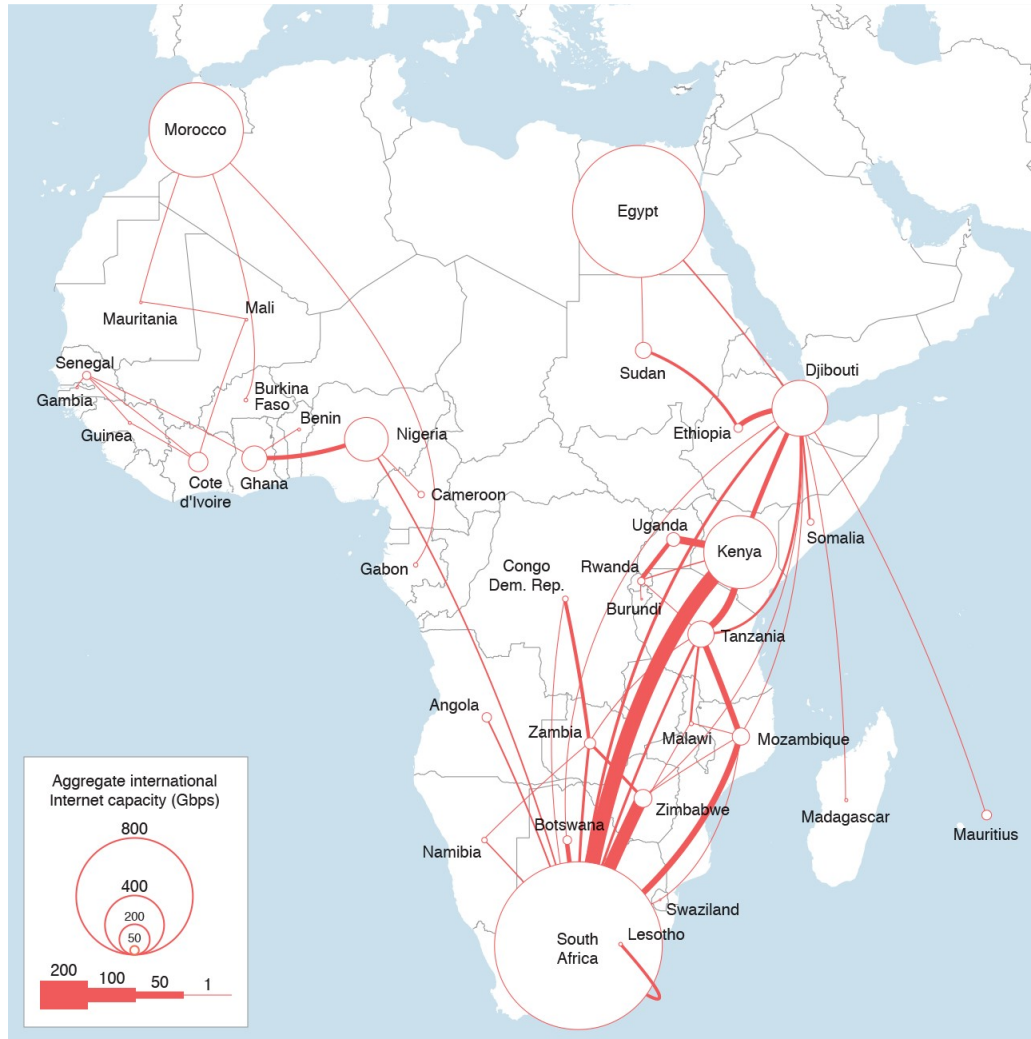 Morocco
Egypt
Mauritania
Mali
Senegal
Gambia
Burkina
Faso
Sudan
Djibouti
Guinea
Benin
Nigeria
Ethiopia
Cote
d'Ivoire
Ghana
Cameroon
Uganda
Kenya
Somalia
Gabon
Congo
Dem. Rep.
Rwanda
Burundi
Tanzania
Angola
Zambia
Malawi
Mozambique
Zimbabwe
Madagascar
Mauritius
Botswana
Namibia
Swaziland
South
Africa
Lesotho
Aggregate international
Internet capacity (Gbps)
800
400
200
50
200
100
50
1